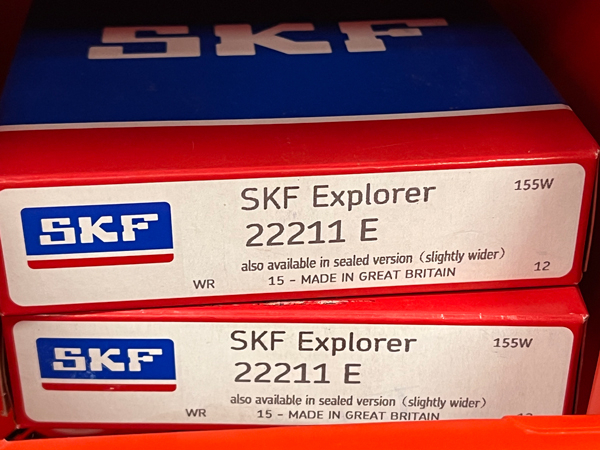 SKF
SKF Explorer 155W
SKF
22211 E
also available in sealed version (slightly wider)
WR 15 – MADE IN GREAT BRITAIN 12
SKF Explorer 155W
SKF
22211 E
also available in sealed version (slightly wider)
WR 15 – MADE IN GREAT BRITAIN